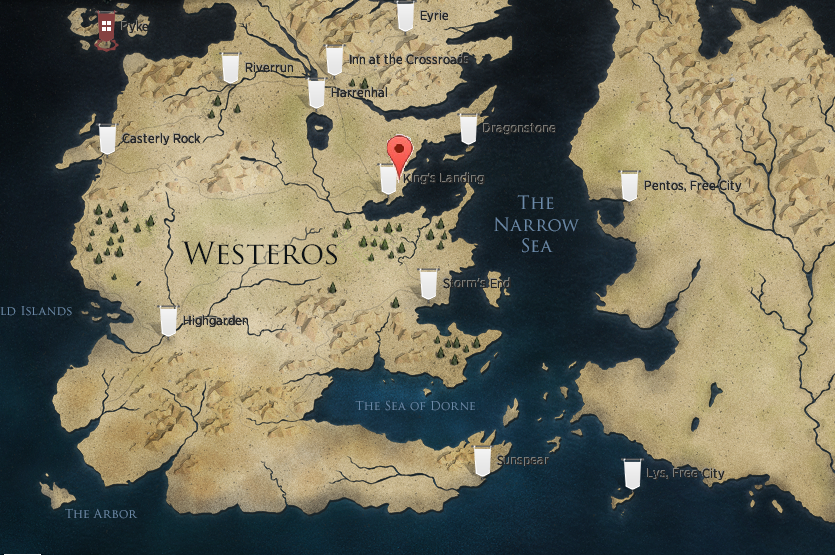 Eyrie
Pyke
Inn at the Crossroads
Riverrun
Harrenhal
Dragonstone
Casterly Rock
King's Landing
Pentos, Free City
THE
NARROW
SEA
WESTEROS
Storm's End
LD ISLANDS
Highgarden
THE SEA OF DORNE
Sunspear
Lys, Free City
THE ARBOR